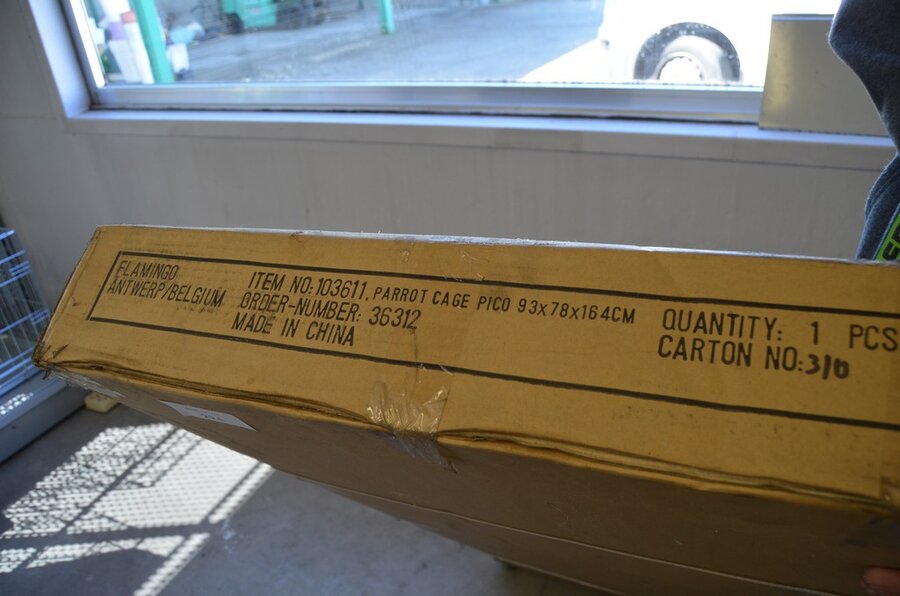 FLAMINGO
ANTWERP/BELGIUM
ITEM NO:103611, PARROT CAGE PICO 93x78x164CM
ORDER-NUMBER: 36312
MADE IN CHINA
QUANTITY: 1 PCS
CARTON NO: